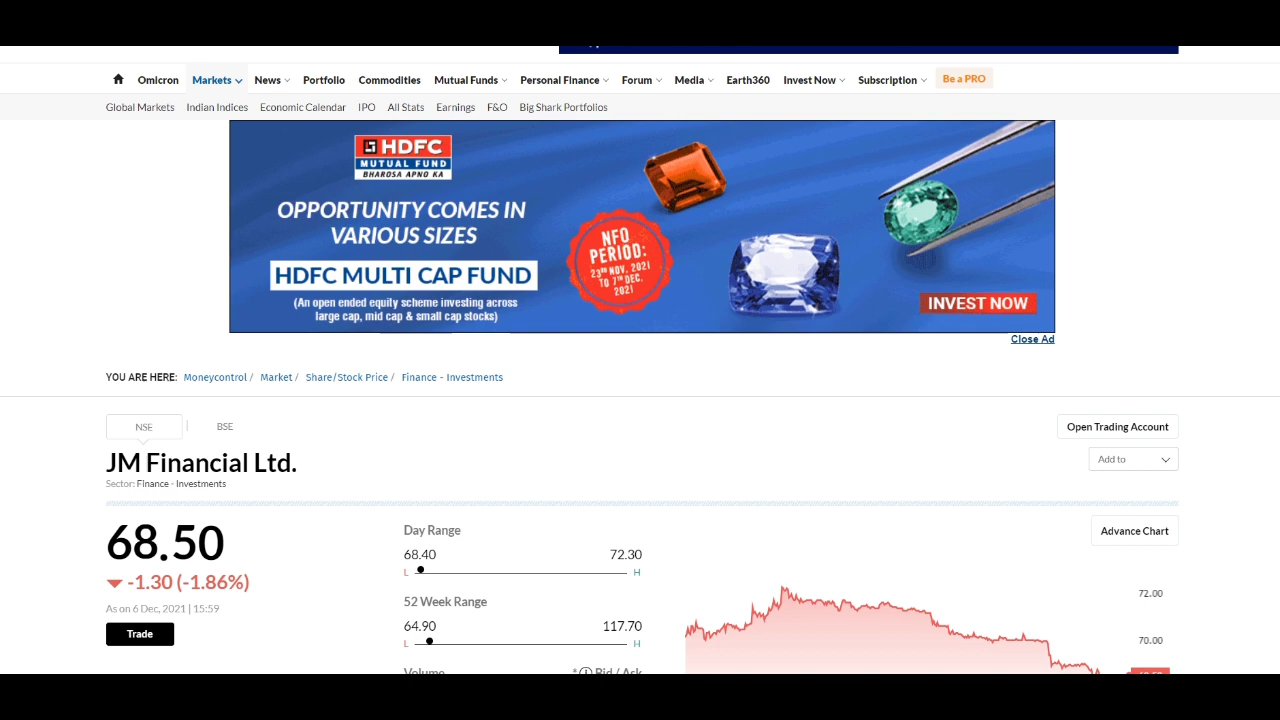 Omicron Markets News Portfolio Commodities Mutual Funds Personal Finance Forum Media Earth360 Invest Now Subscription Be a PRO
Global Markets Indian Indices Economic Calendar IPO All Stats Earnings F&O Big Shark Portfolios
HDFC
MUTUAL FUND
BHAROSA APNO KA
OPPORTUNITY COMES IN
VARIOUS SIZES
HDFC MULTI CAP FUND
(An open ended equity scheme investing across
large cap, mid cap & small cap stocks)
NFO
PERIOD:
23RD NOV. 2021
TO 7TH DEC.
2021
INVEST NOW
Close Ad
YOU ARE HERE: Moneycontrol / Market / Share/Stock Price / Finance - Investments
NSE | BSE
Open Trading Account
JM Financial Ltd.
Add to
Sector: Finance - Investments
68.50
-1.30 (-1.86%)
As on 6 Dec, 2021 | 15:59
Trade
Day Range
68.40 72.30
L H
52 Week Range
64.90 117.70
L H
Volume * Bid / Ask
Advance Chart
72.00
70.00